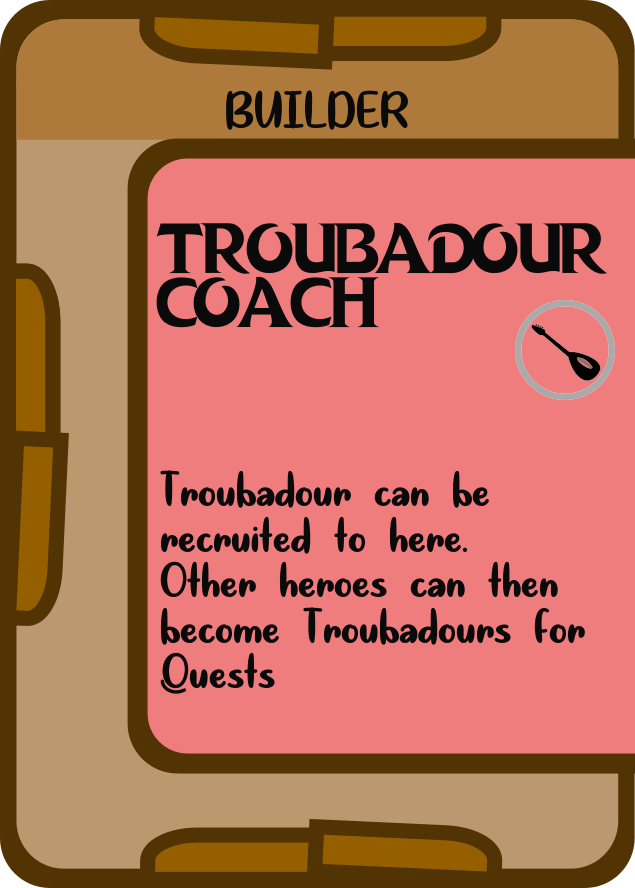 BUILDER
TROUBADOUR
COACH
Troubadour can be
recruited to here.
Other heroes can then
become Troubadours for
Quests